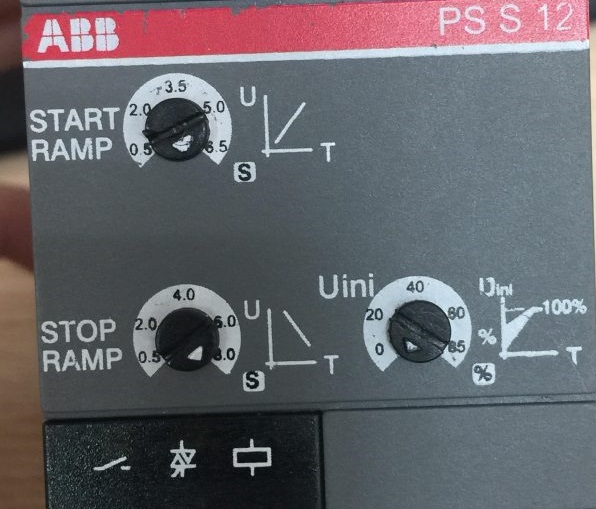 ABB
PS S 12
3.5
2.0 5.0
START
RAMP
0.5 6.5
U
T
S
4.0
2.0 6.0
STOP
RAMP
0.5 8.0
U
T
S
Uini
40
20 60
0 85
%
Uini
100%
%
T